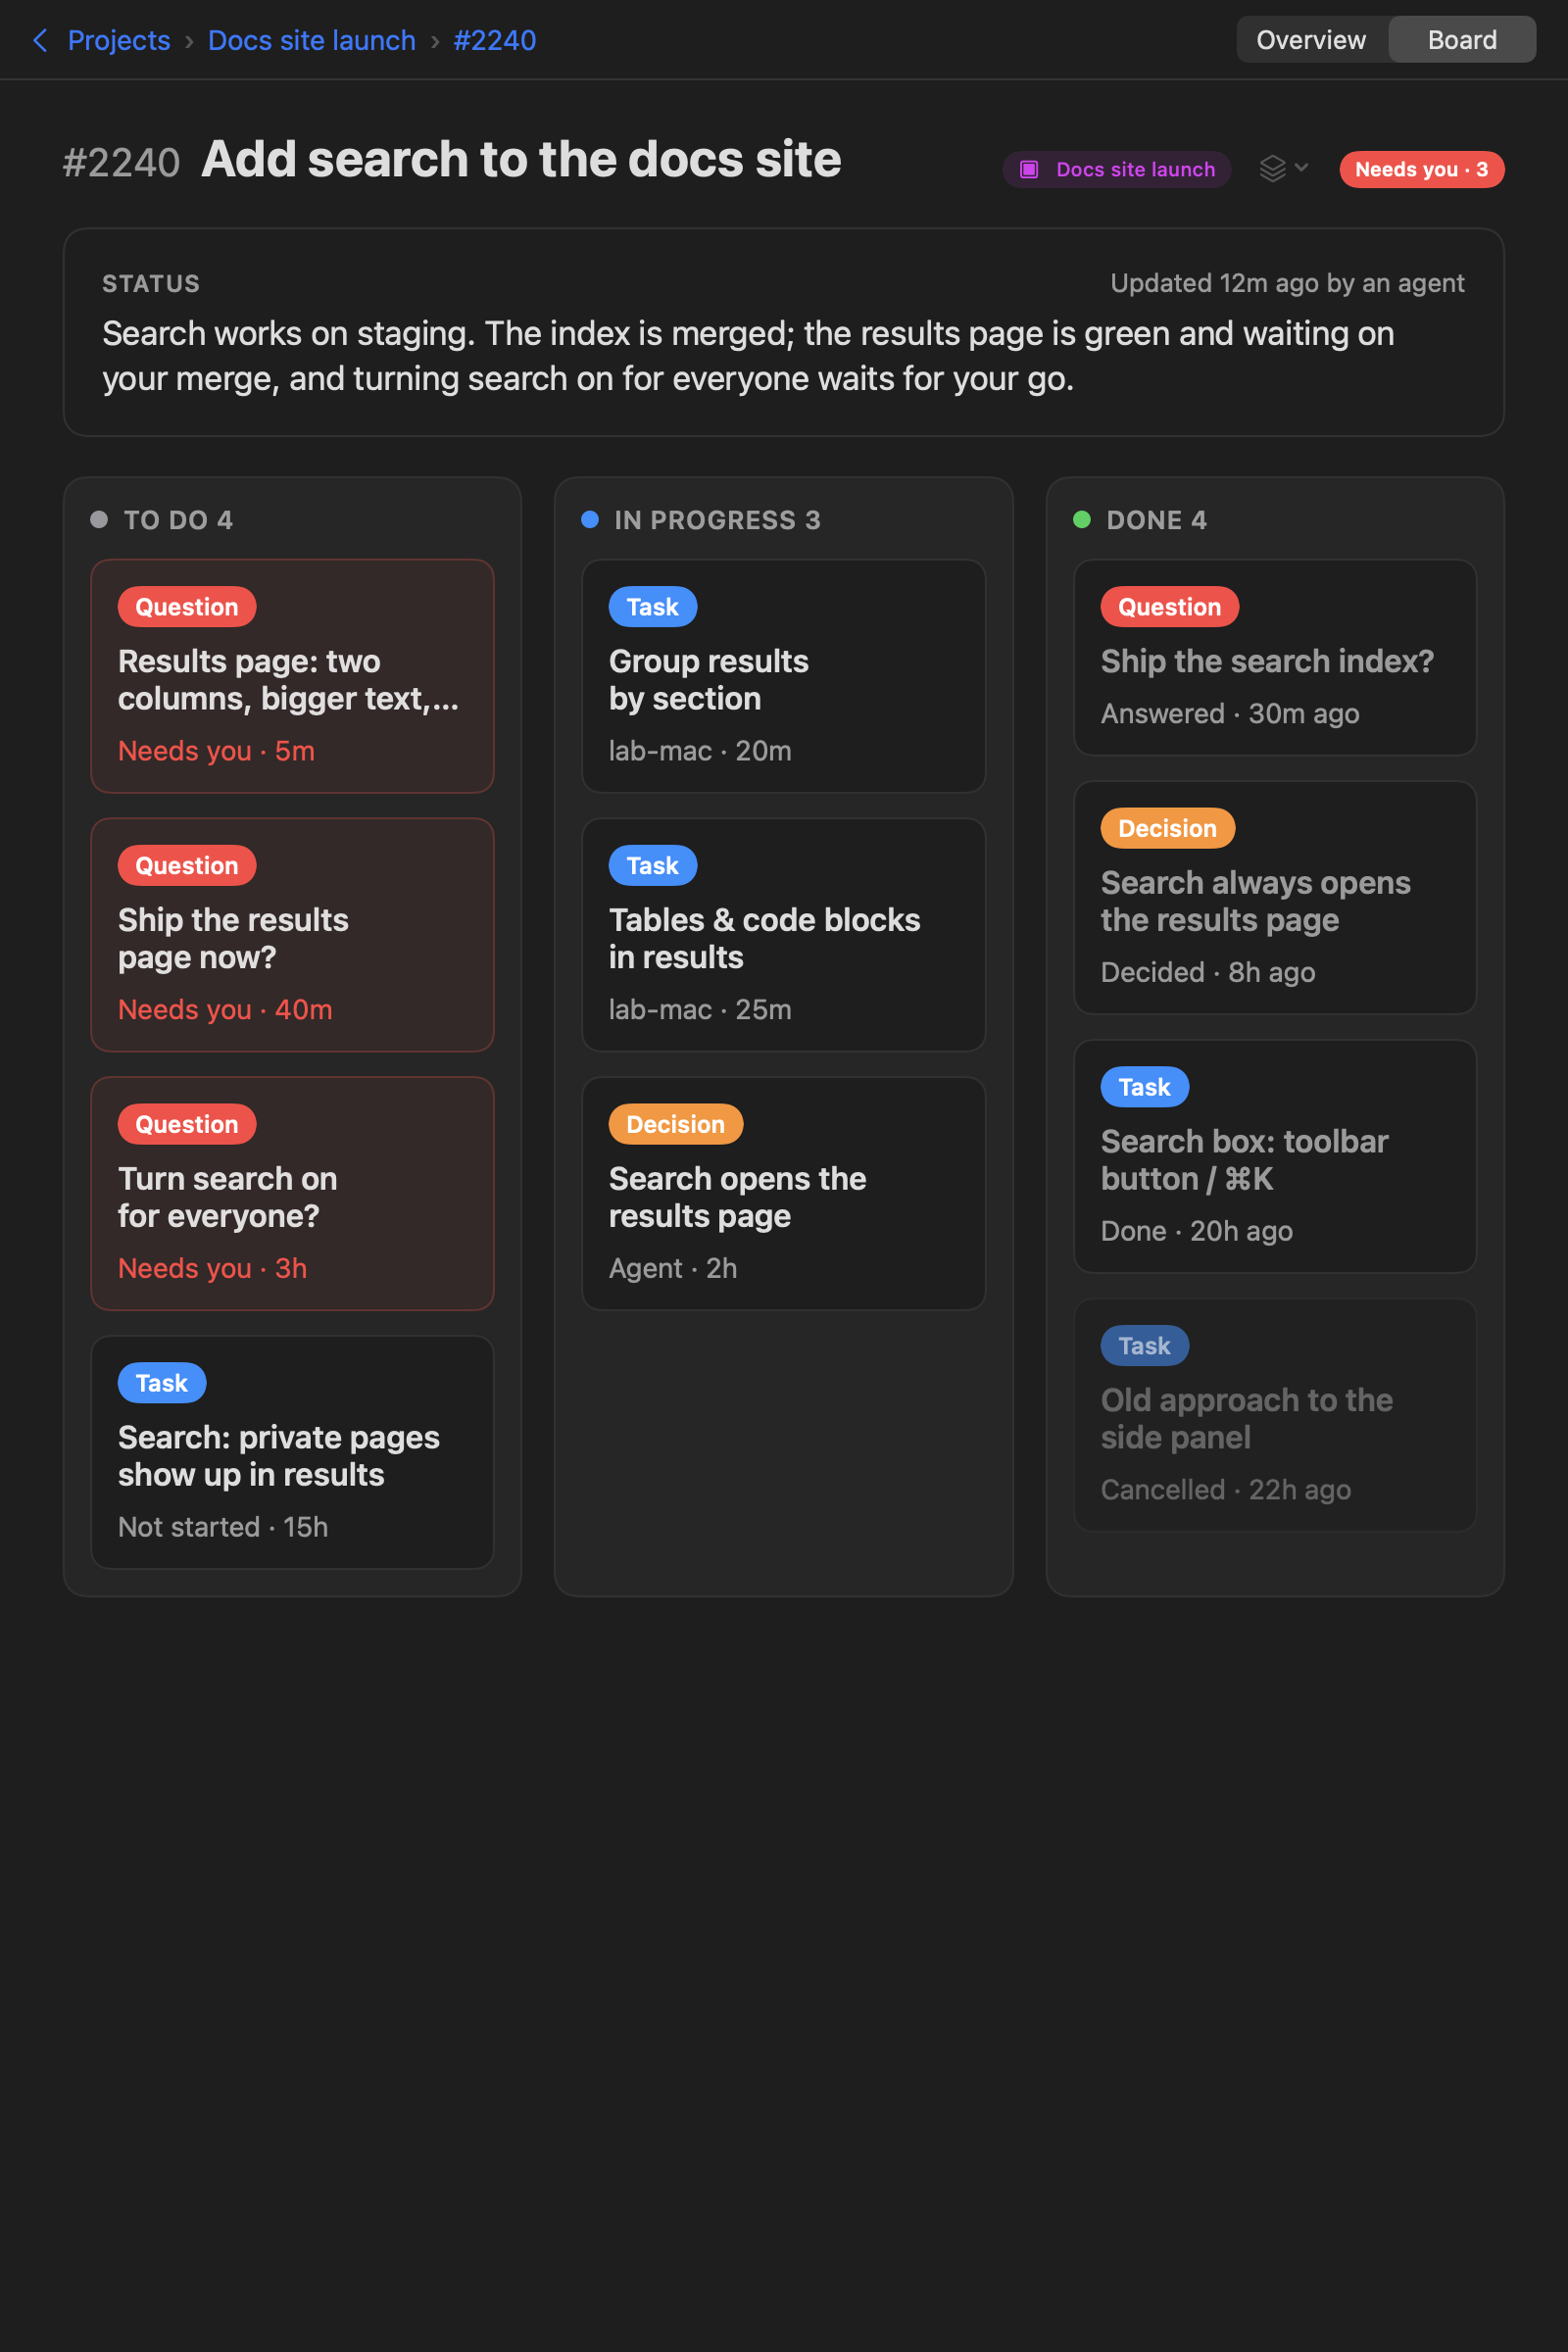 Projects › Docs site launch › #2240
Overview
Board
#2240 Add search to the docs site
Docs site launch
Needs you · 3
STATUS
Updated 12m ago by an agent
Search works on staging. The index is merged; the results page is green and waiting on
your merge, and turning search on for everyone waits for your go.
TO DO 4
Question
Results page: two
columns, bigger text,...
Needs you · 5m
Question
Ship the results
page now?
Needs you · 40m
Question
Turn search on
for everyone?
Needs you · 3h
Task
Search: private pages
show up in results
Not started · 15h
IN PROGRESS 3
Task
Group results
by section
lab-mac · 20m
Task
Tables & code blocks
in results
lab-mac · 25m
Decision
Search opens the
results page
Agent · 2h
DONE 4
Question
Ship the search index?
Answered · 30m ago
Decision
Search always opens
the results page
Decided · 8h ago
Task
Search box: toolbar
button / ⌘K
Done · 20h ago
Task
Old approach to the
side panel
Cancelled · 22h ago